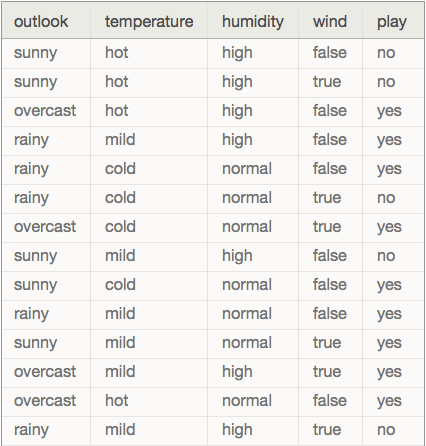 outlook temperature humidity wind play
sunny hot high false no
sunny hot high true no
overcast hot high false yes
rainy mild high false yes
rainy cold normal false yes
rainy cold normal true no
overcast cold normal true yes
sunny mild high false no
sunny cold normal false yes
rainy mild normal false yes
sunny mild normal true yes
overcast mild high true yes
overcast hot normal false yes
rainy mild high true no